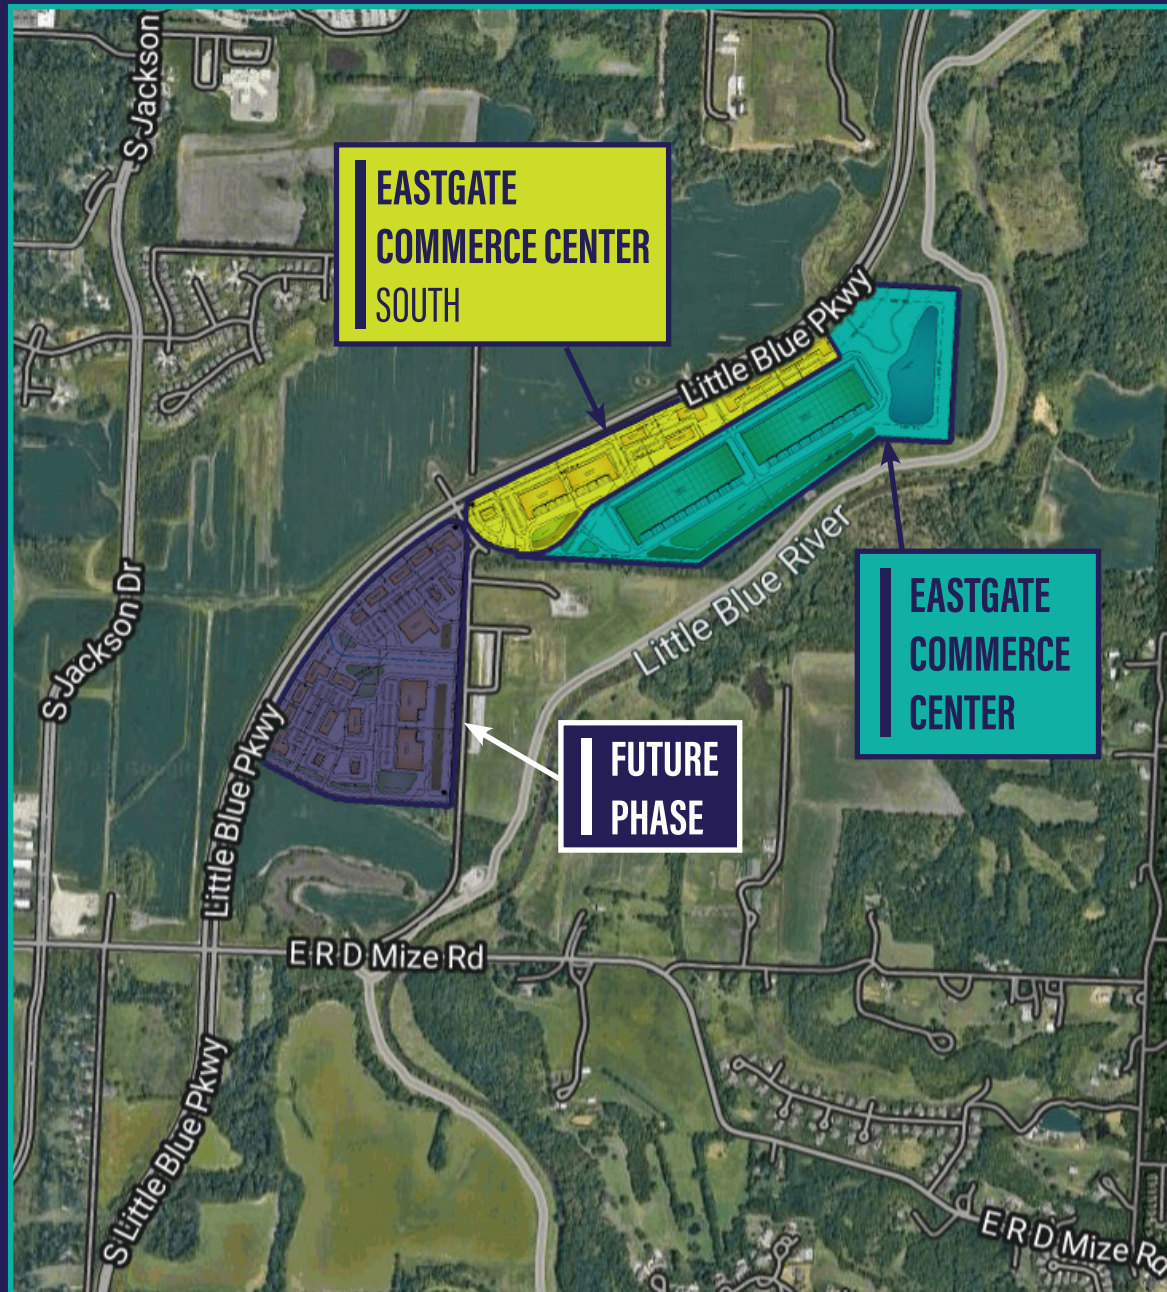 S Jackson
EASTGATE
COMMERCE CENTER
SOUTH
Little Blue Pkwy
Little Blue River
S Jackson Dr
EASTGATE
COMMERCE
CENTER
Little Blue Pkwy
FUTURE
PHASE
E R D Mize Rd
S Little Blue Pkwy
E R D Mize Rd